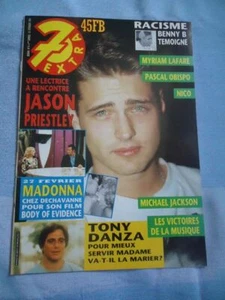 7
EXTRA
45FB
RACISME
BENNY B
TEMOIGNE
MYRIAM LAFARE
PASCAL OBISPO
NICO
UNE LECTRICE
A RENCONTRE
JASON
PRIESTLEY
22 FEVRIER
MADONNA
CHEZ DECHAVANNE
POUR SON FILM
BODY OF EVIDENCE
MICHAEL JACKSON
LES VICTOIRES
DE LA MUSIQUE
TONY
DANZA
POUR MIEUX
SERVIR MADAME
VA-T-IL LA MARIER?